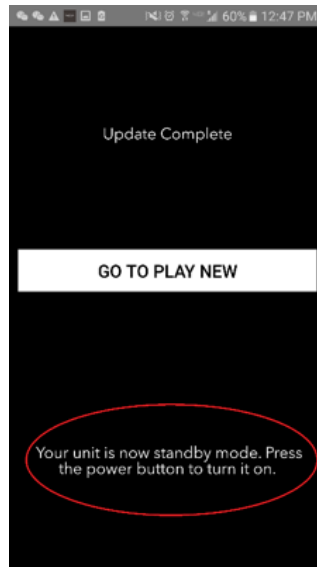 60% 12:47 PM
Update Complete
GO TO PLAY NEW
Your unit is now standby mode. Press
the power button to turn it on.